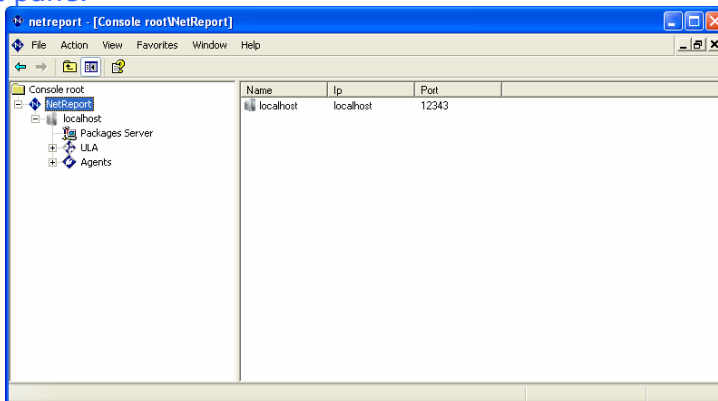 panel
netreport - [Console root\NetReport]
File Action View Favorites Window Help
Console root
NetReport
localhost
Packages Server
ULA
Agents
Name Ip Port
localhost localhost 12343